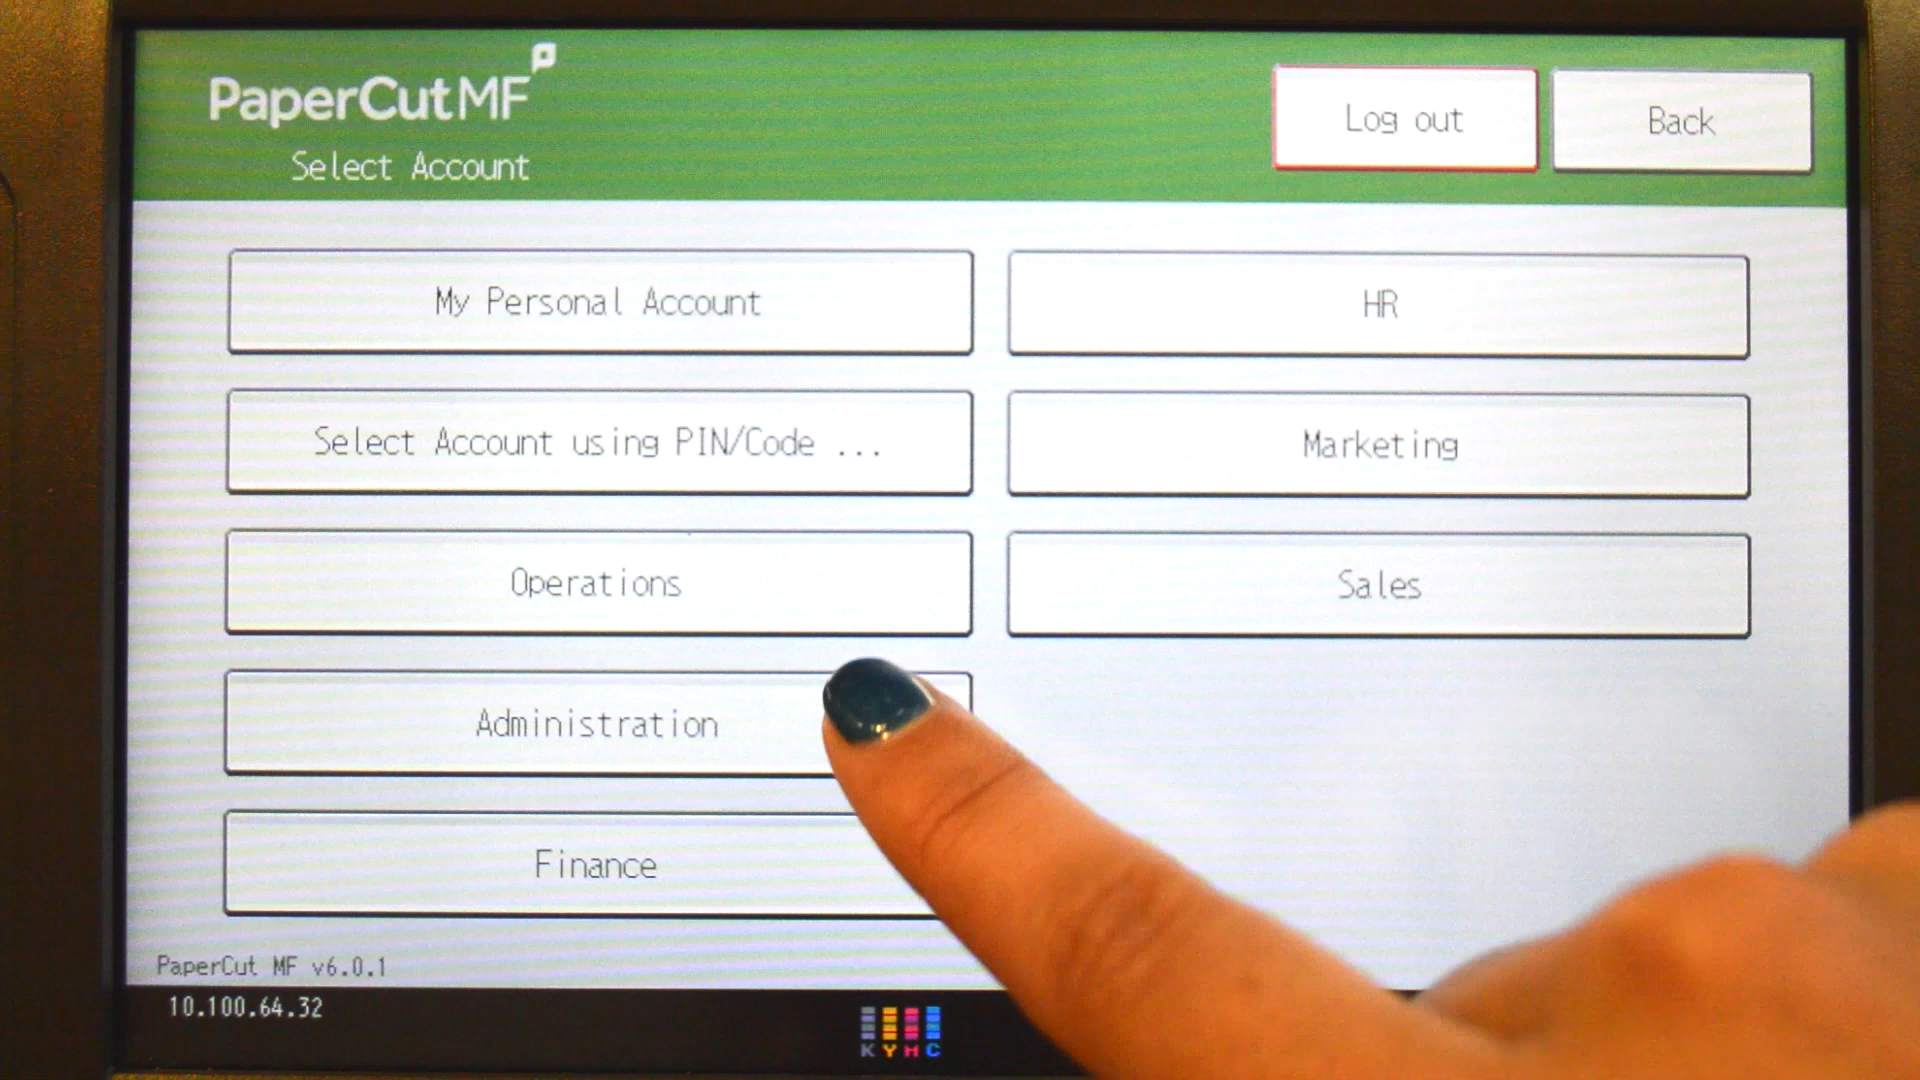 PaperCut MF
Select Account
Log out
Back
My Personal Account
HR
Select Account using PIN/Code ...
Marketing
Operations
Sales
Administration
Finance
PaperCut MF v6.0.1
10.100.64.32
K Y M C